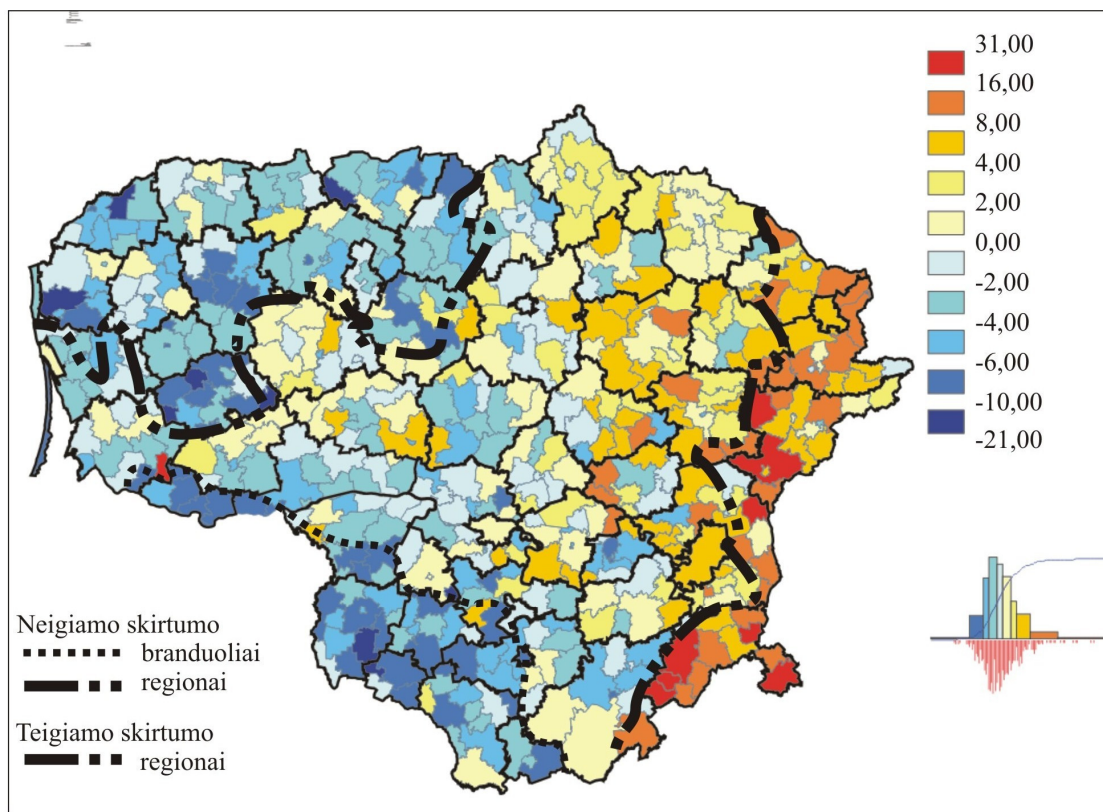 31,00
16,00
8,00
4,00
2,00
0,00
-2,00
-4,00
-6,00
-10,00
-21,00
Neigiamo skirtumo
branduoliai
regionai
Teigiamo skirtumo
regionai